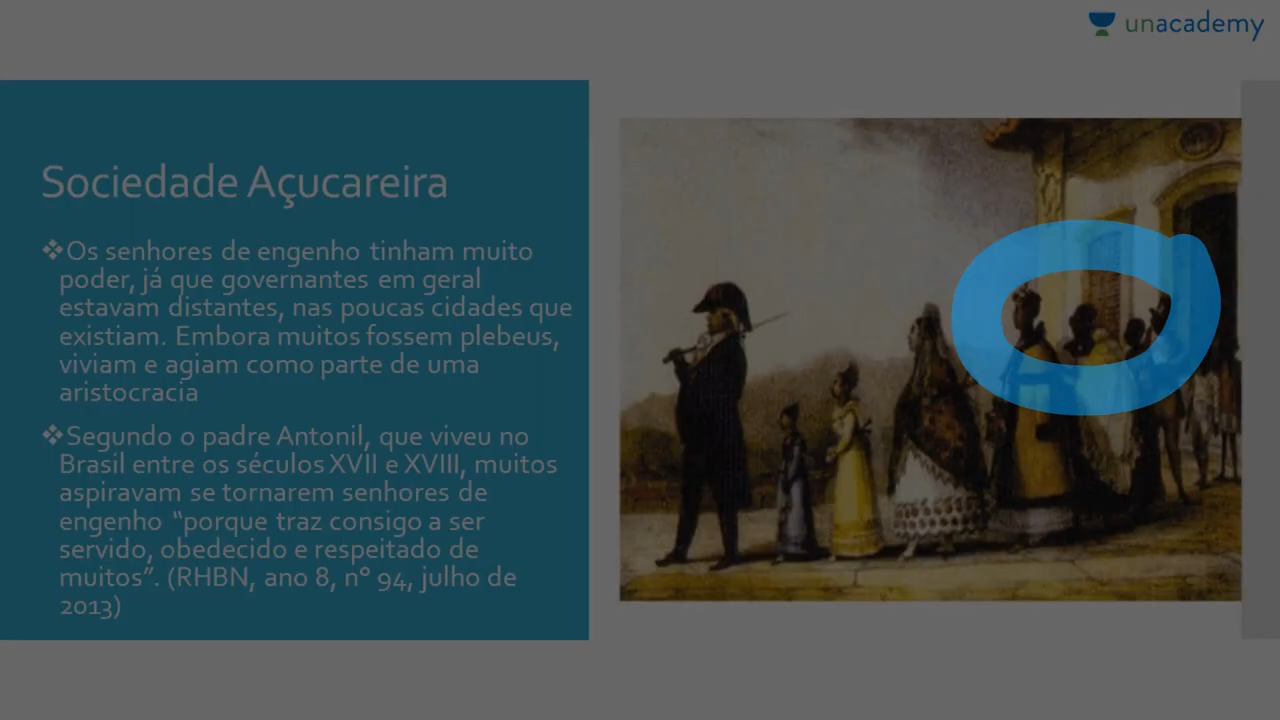 unacademy
Sociedade Açucareira
❖Os senhores de engenho tinham muito
poder, já que governantes em geral
estavam distantes, nas poucas cidades que
existiam. Embora muitos fossem plebeus,
viviam e agiam como parte de uma
aristocracia
❖Segundo o padre Antonil, que viveu no
Brasil entre os séculos XVII e XVIII, muitos
aspiravam se tornarem senhores de
engenho “porque traz consigo a ser
servido, obedecido e respeitado de
muitos”. (RHBN, ano 8, nº 94, julho de
2013)